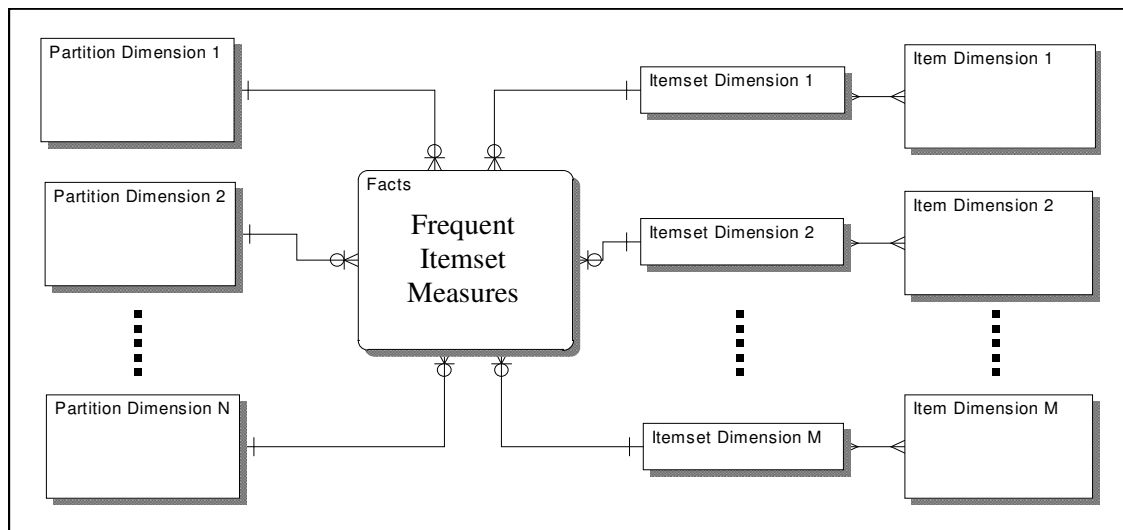 Partition Dimension 1
Itemset Dimension 1
Item Dimension 1
Partition Dimension 2
Facts
Frequent
Itemset
Measures
Itemset Dimension 2
Item Dimension 2
Partition Dimension N
Itemset Dimension M
Item Dimension M